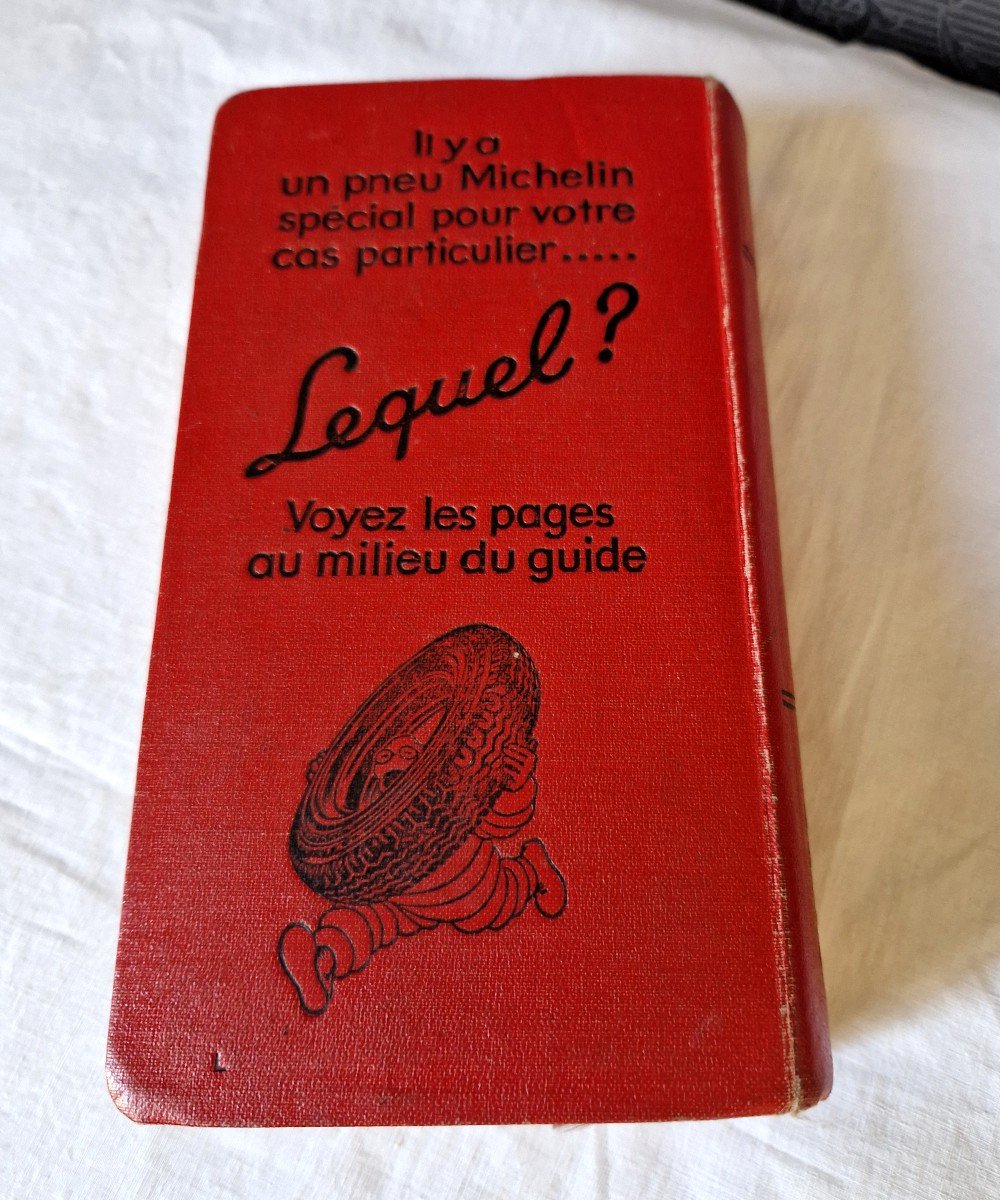 Il y a
un pneu Michelin
spécial pour votre
cas particulier.....
Lequel ?
Voyez les pages
au milieu du guide
L